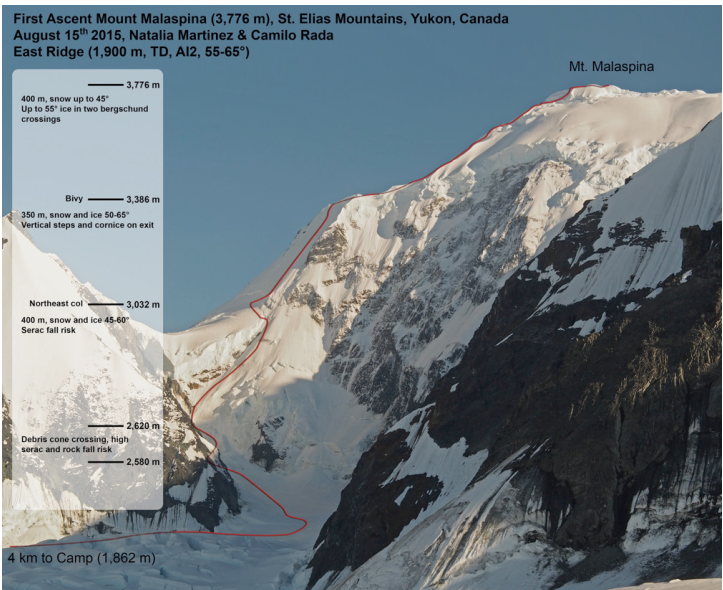 First Ascent Mount Malaspina (3,776 m), St. Elias Mountains, Yukon, Canada
August 15th 2015, Natalia Martinez & Camilo Rada
East Ridge (1,900 m, TD, AI2, 55-65°)
Mt. Malaspina
3,776 m
400 m, snow up to 45°
Up to 55° ice in two bergschund
crossings
Bivy 3,386 m
350 m, snow and ice 50-65°
Vertical steps and cornice on exit
Northeast col 3,032 m
400 m, snow and ice 45-60°
Serac fall risk
2,620 m
Debris cone crossing, high
serac and rock fall risk
2,580 m
4 km to Camp (1,862 m)